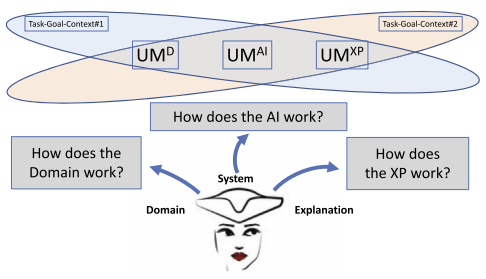 Task-Goal-Context#1
Task-Goal-Context#2
UMᴰ UMᴬᴵ UMˣᴾ
How does the AI work?
How does the
Domain work?
How does
the XP work?
System
Domain
Explanation